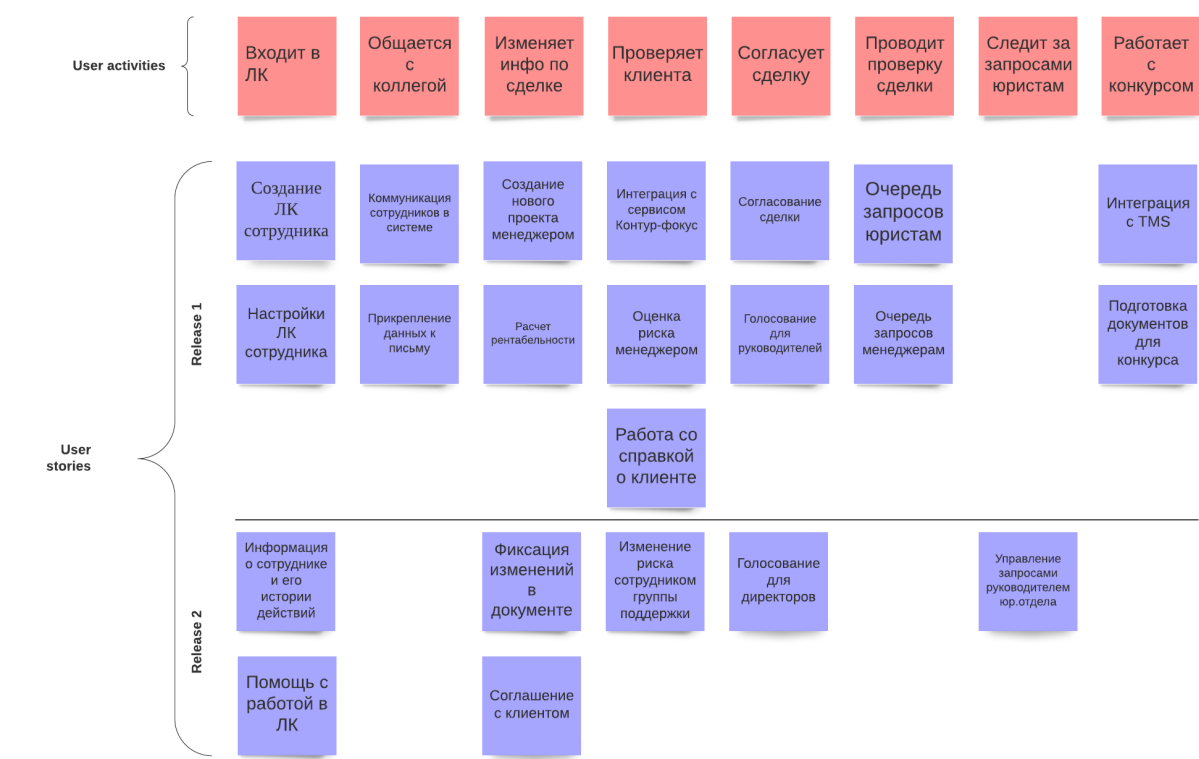 User activities
Входит в
ЛК
Общается
с
коллегой
Изменяет
инфо по
сделке
Проверяет
клиента
Согласует
сделку
Проводит
проверку
сделки
Следит за
запросами
юристам
Работает
с
конкурсом
User
stories
Release 1
Создание
ЛК
сотрудника
Коммуникация
сотрудников в
системе
Создание
нового
проекта
менеджером
Интеграция с
сервисом
Контур-фокус
Согласование
сделки
Очередь
запросов
юристам
Интеграция
с TMS
Настройки
ЛК
сотрудника
Прикрепление
данных к
письму
Расчет
рентабельности
Оценка
риска
менеджером
Голосование
для
руководителей
Очередь
запросов
менеджерам
Подготовка
документов
для
конкурса
Работа со
справкой
о клиенте
Release 2
Информация
о сотруднике
и его
истории
действий
Фиксация
изменений
в
документе
Изменение
риска
сотрудником
группы
поддержки
Голосование
для
директоров
Управление
запросами
руководителем
юр.отдела
Помощь с
работой в
ЛК
Соглашение
с клиентом